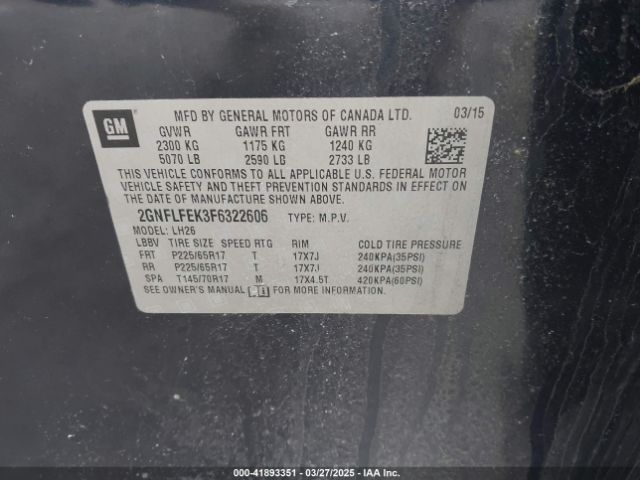 GM
MFD BY GENERAL MOTORS OF CANADA LTD. 03/15
GVWR GAWR FRT GAWR RR
2300 KG 1175 KG 1240 KG
5070 LB 2590 LB 2733 LB
THIS VEHICLE CONFORMS TO ALL APPLICABLE U.S. FEDERAL MOTOR
VEHICLE SAFETY AND THEFT PREVENTION STANDARDS IN EFFECT ON
THE DATE OF MANUFACTURE SHOWN ABOVE.
2GNFLFEK3F6322606 TYPE: M.P.V.
MODEL: LH26
LBBV TIRE SIZE SPEED RTG RIM COLD TIRE PRESSURE
FRT P225/65R17 T 17X7J 240KPA(35PSI)
RR P225/65R17 T 17X7J 240KPA(35PSI)
SPA T145/70R17 M 17X4.5T 420KPA(60PSI)
SEE OWNER'S MANUAL FOR MORE INFORMATION.
000-41893351 | 03/27/2025 - IAA Inc.